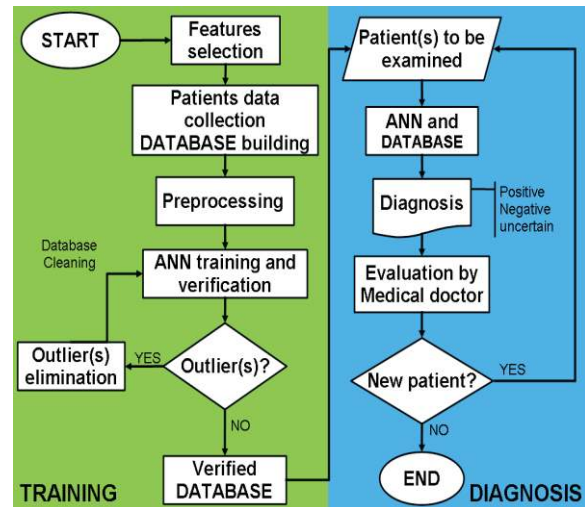 START
Features
selection
Patients data
collection
DATABASE building
Preprocessing
Database
Cleaning
ANN training and
verification
Outlier(s)
elimination
YES
Outlier(s)?
NO
Verified
DATABASE
TRAINING
Patient(s) to be
examined
ANN and
DATABASE
Diagnosis
Positive
Negative
uncertain
Evaluation by
Medical doctor
New patient?
YES
NO
END
DIAGNOSIS